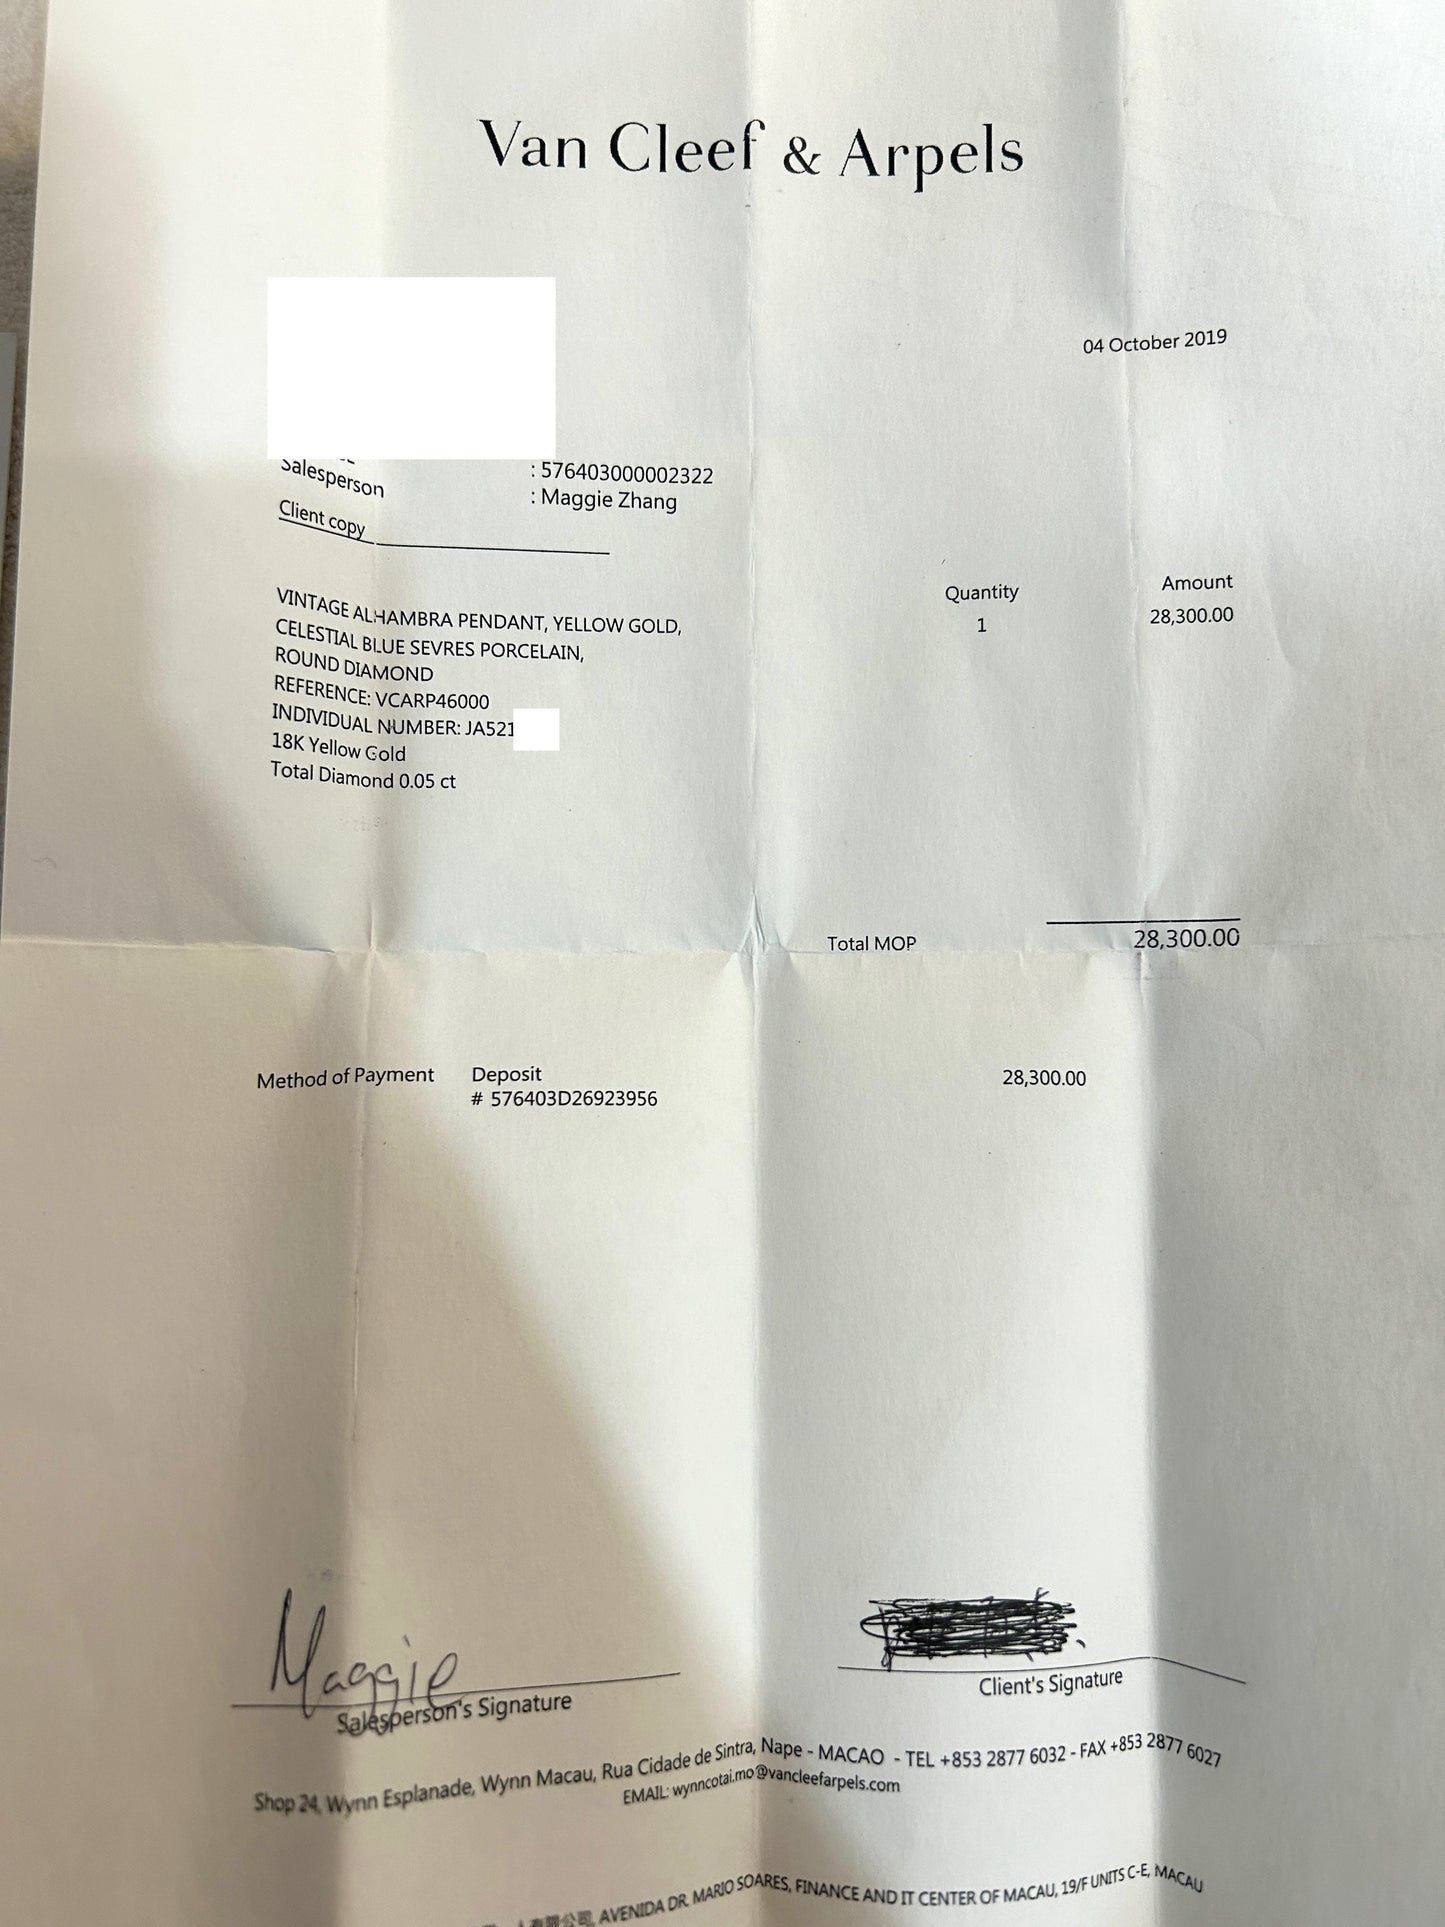 Van Cleef & Arpels
04 October 2019
: 576403000002322
Salesperson : Maggie Zhang
Client copy
Quantity Amount
VINTAGE ALHAMBRA PENDANT, YELLOW GOLD, 1 28,300.00
CELESTIAL BLUE SEVRES PORCELAIN,
ROUND DIAMOND
REFERENCE: VCARP46000
INDIVIDUAL NUMBER: JA521
18K Yellow Gold
Total Diamond 0.05 ct
Total MOP 28,300.00
Method of Payment Deposit 28,300.00
# 576403D26923956
Maggie
Salesperson's Signature Client's Signature
Shop 24, Wynn Esplanade, Wynn Macau, Rua Cidade de Sintra, Nape - MACAO - TEL +853 2877 6032 - FAX +853 2877 6027
EMAIL: wynncotai.mo@vancleefarpels.com
有限公司, AVENIDA DR. MARIO SOARES, FINANCE AND IT CENTER OF MACAU, 19/F UNITS C-E, MACAU